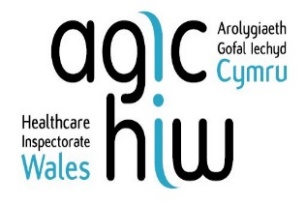 agic
Arolygiaeth
Gofal Iechyd
Cymru
Healthcare
Inspectorate
Wales
hiw